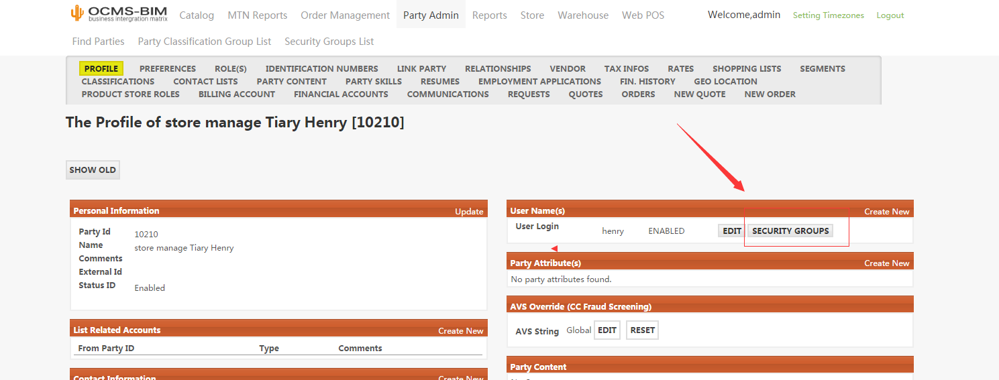 OCMS-BIM
business intergration matrix
Catalog MTN Reports Order Management Party Admin Reports Store Warehouse Web POS
Welcome,admin Setting Timezones Logout
Find Parties Party Classification Group List Security Groups List
PROFILE PREFERENCES ROLE(S) IDENTIFICATION NUMBERS LINK PARTY RELATIONSHIPS VENDOR TAX INFOS RATES SHOPPING LISTS SEGMENTS
CLASSIFICATIONS CONTACT LISTS PARTY CONTENT PARTY SKILLS RESUMES EMPLOYMENT APPLICATIONS FIN. HISTORY GEO LOCATION
PRODUCT STORE ROLES BILLING ACCOUNT FINANCIAL ACCOUNTS COMMUNICATIONS REQUESTS QUOTES ORDERS NEW QUOTE NEW ORDER
The Profile of store manage Tiary Henry [10210]
SHOW OLD
Personal Information Update
Party Id 10210
Name store manage Tiary Henry
Comments
External Id
Status ID Enabled
List Related Accounts Create New
From Party ID Type Comments
Contact Information Create New
User Name(s) Create New
User Login henry ENABLED EDIT SECURITY GROUPS
Party Attribute(s) Create New
No party attributes found.
AVS Override (CC Fraud Screening)
AVS String Global EDIT RESET
Party Content